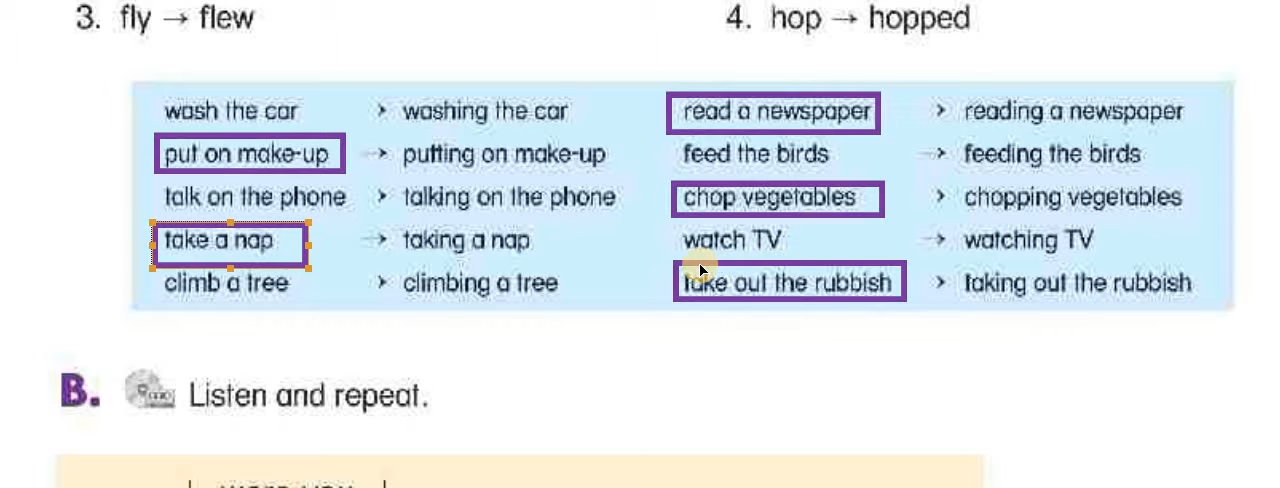 3. fly → flew 4. hop → hopped
wash the car > washing the car read a newspaper > reading a newspaper
put on make-up → putting on make-up feed the birds → feeding the birds
talk on the phone > talking on the phone chop vegetables > chopping vegetables
take a nap → taking a nap watch TV → watching TV
climb a tree > climbing a tree take out the rubbish > taking out the rubbish
B. Listen and repeat.